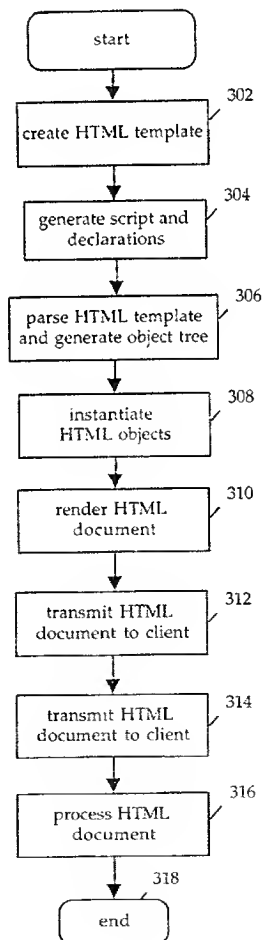 start
302
create HTML template
304
generate script and
declarations
306
parse HTML template
and generate object tree
308
instantiate
HTML objects
310
render HTML
document
312
transmit HTML
document to client
314
transmit HTML
document to client
316
process HTML
document
318
end